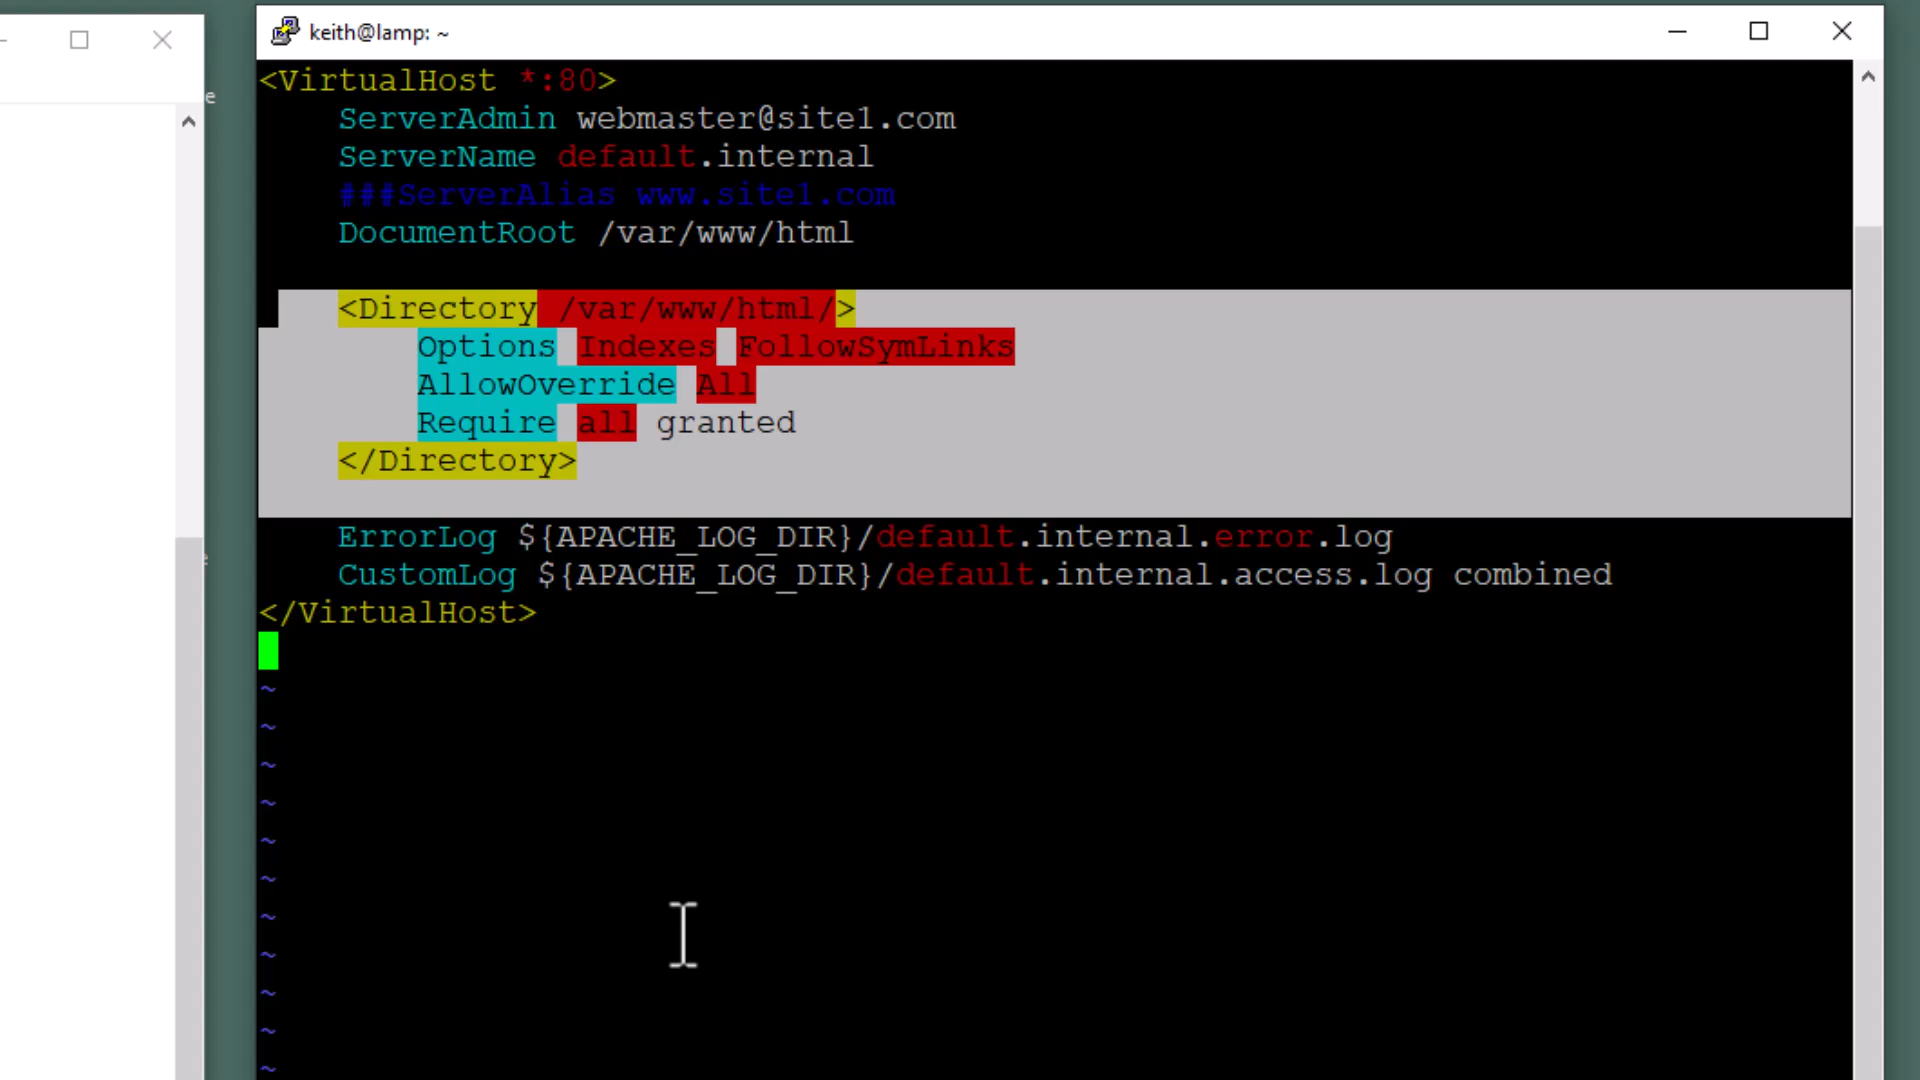 keith@lamp: ~
<VirtualHost *:80>
ServerAdmin webmaster@site1.com
ServerName default.internal
###ServerAlias www.site1.com
DocumentRoot /var/www/html
<Directory /var/www/html/>
Options Indexes FollowSymLinks
AllowOverride All
Require all granted
</Directory>
ErrorLog ${APACHE_LOG_DIR}/default.internal.error.log
CustomLog ${APACHE_LOG_DIR}/default.internal.access.log combined
</VirtualHost>
~
~
~
~
~
~
~
~
~
~
~